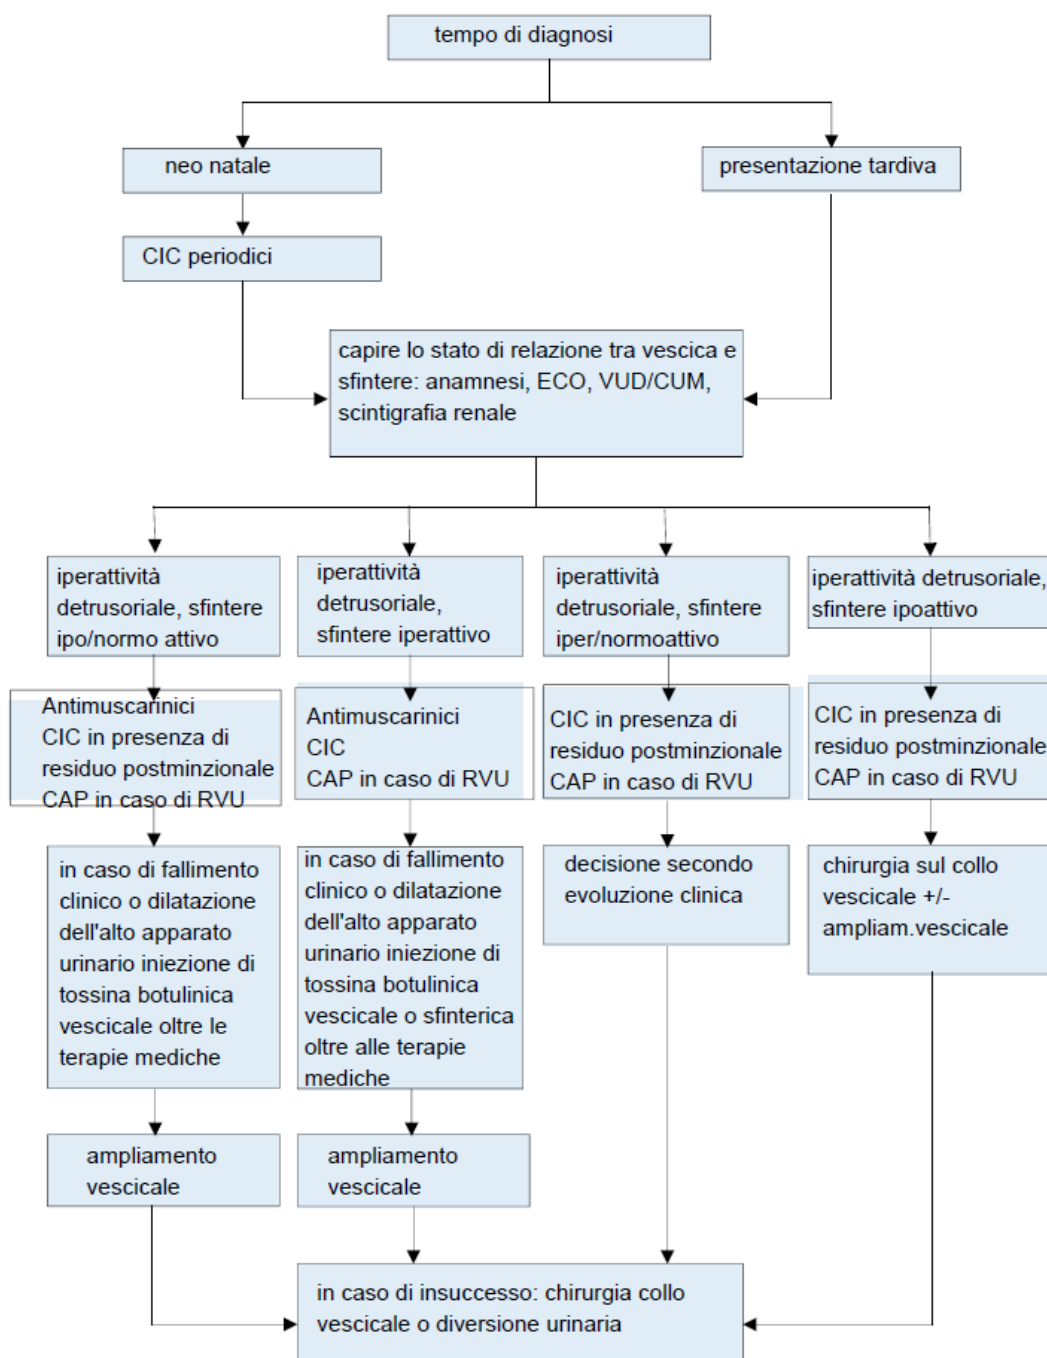 tempo di diagnosi
neo natale
presentazione tardiva
CIC periodici
capire lo stato di relazione tra vescica e
sfintere: anamnesi, ECO, VUD/CUM,
scintigrafia renale
iperattività
detrusoriale, sfintere
ipo/normo attivo
iperattività
detrusoriale,
sfintere iperattivo
iperattività
detrusoriale, sfintere
iper/normoattivo
iperattività detrusoriale,
sfintere ipoattivo
Antimuscarinici
CIC in presenza di
residuo postminzionale
CAP in caso di RVU
Antimuscarinici
CIC
CAP in caso di RVU
CIC in presenza di
residuo postminzionale
CAP in caso di RVU
CIC in presenza di
residuo postminzionale
CAP in caso di RVU
in caso di fallimento
clinico o dilatazione
dell'alto apparato
urinario iniezione di
tossina botulinica
vescicale oltre le
terapie mediche
in caso di fallimento
clinico o dilatazione
dell'alto apparato
urinario iniezione di
tossina botulinica
vescicale o sfinterica
oltre alle terapie
mediche
decisione secondo
evoluzione clinica
chirurgia sul collo
vescicale +/-
ampliam.vescicale
ampliamento
vescicale
ampliamento
vescicale
in caso di insuccesso: chirurgia collo
vescicale o diversione urinaria